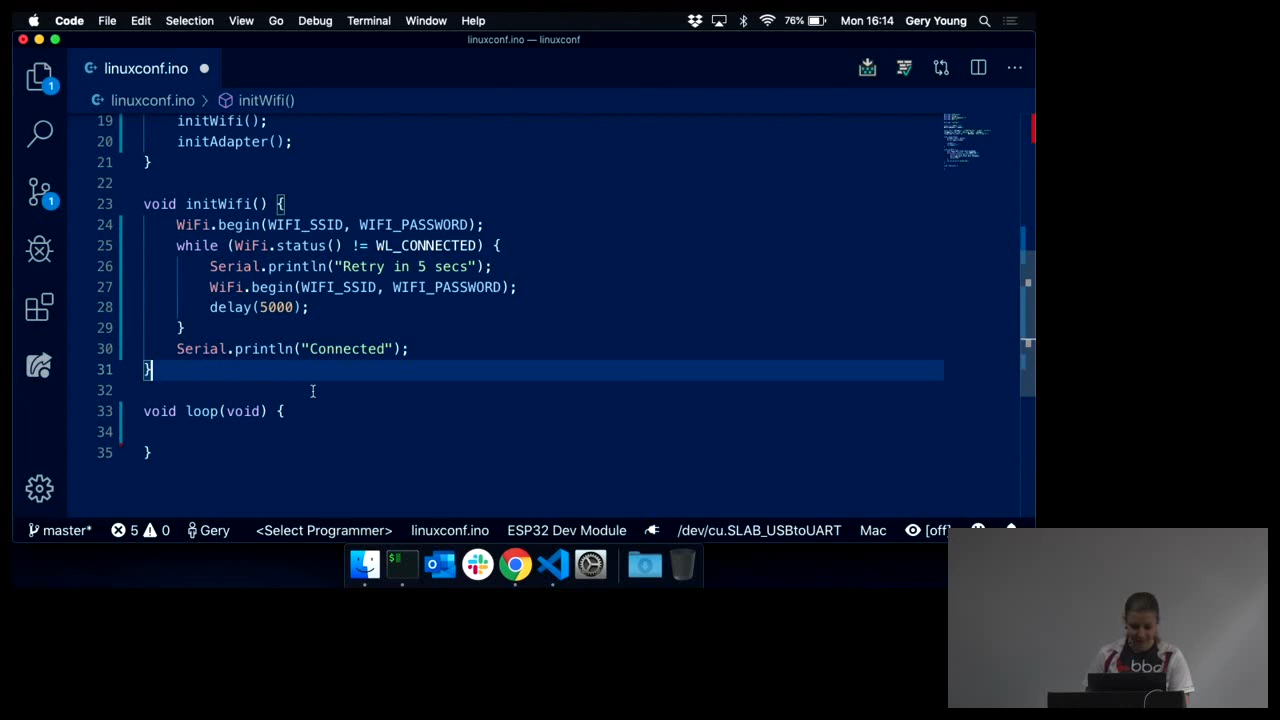 Code File Edit Selection View Go Debug Terminal Window Help 76% Mon 16:14 Gery Young
linuxconf.ino — linuxconf
linuxconf.ino
linuxconf.ino > initWifi()
19 initWifi();
20 initAdapter();
21 }
22
23 void initWifi() {
24 WiFi.begin(WIFI_SSID, WIFI_PASSWORD);
25 while (WiFi.status() != WL_CONNECTED) {
26 Serial.println("Retry in 5 secs");
27 WiFi.begin(WIFI_SSID, WIFI_PASSWORD);
28 delay(5000);
29 }
30 Serial.println("Connected");
31 }
32
33 void loop(void) {
34
35 }
1
1
master* 5 0 Gery <Select Programmer> linuxconf.ino ESP32 Dev Module /dev/cu.SLAB_USBtoUART Mac [off]
$